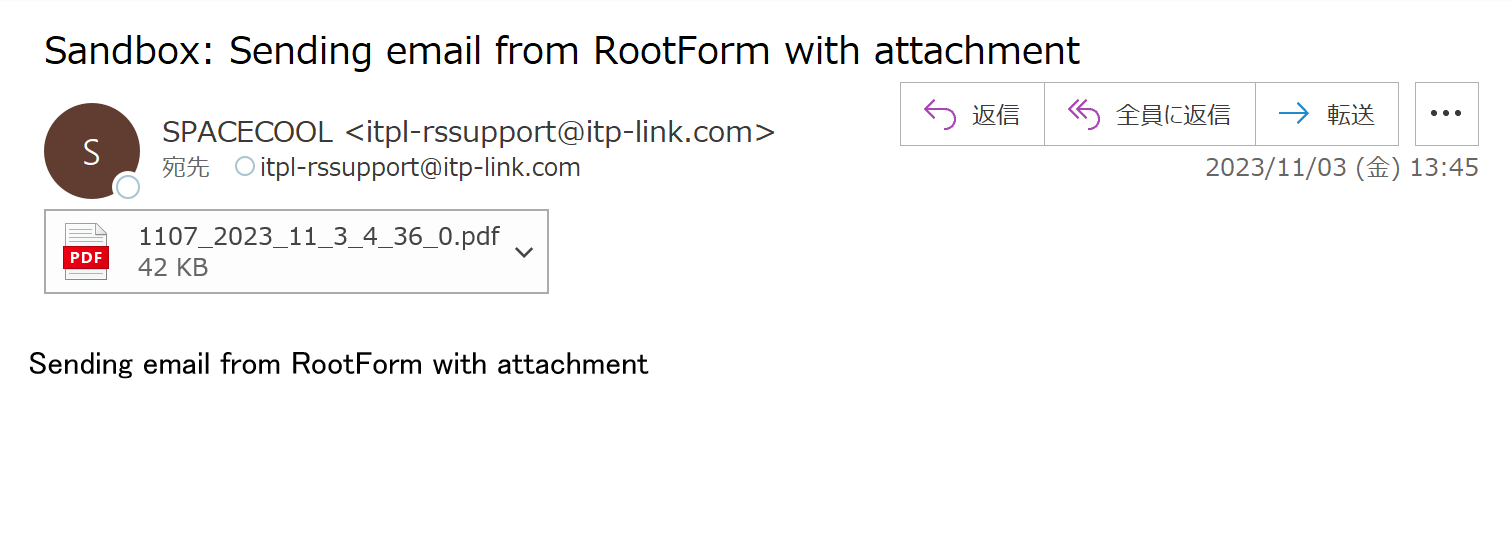 Sandbox: Sending email from RootForm with attachment
S
SPACECOOL <itpl-rssupport@itp-link.com>
宛先 itpl-rssupport@itp-link.com
返信 全員に返信 転送
2023/11/03 (金) 13:45
PDF
1107_2023_11_3_4_36_0.pdf
42 KB
Sending email from RootForm with attachment